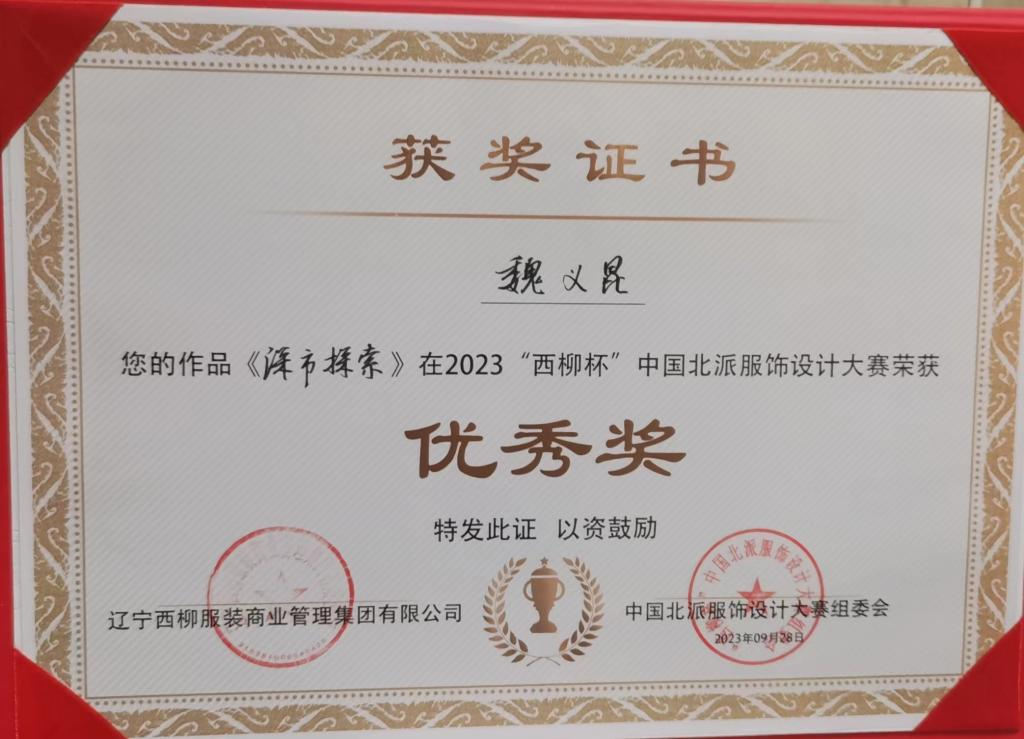 获奖证书
魏义昆
您的作品《深市探索》在2023“西柳杯”中国北派服饰设计大赛荣获
优秀奖
特发此证 以资鼓励
辽宁西柳服装商业管理集团有限公司
中国北派服饰设计大赛组委会
2023年09月28日